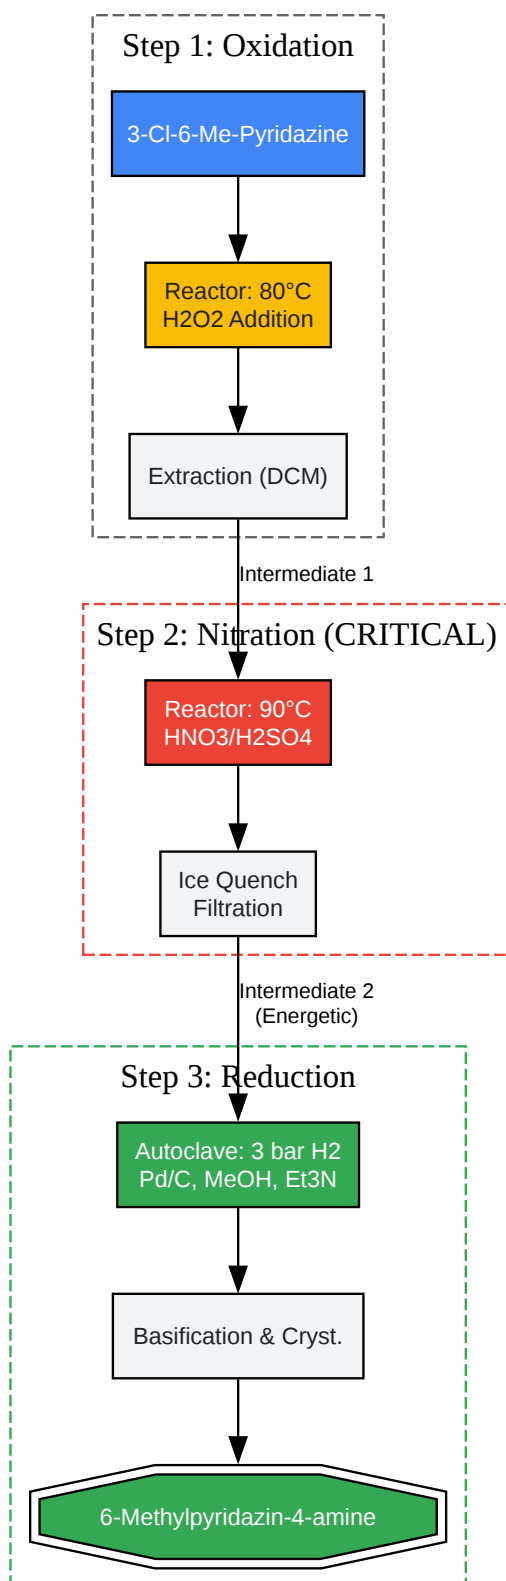 Step 1: Oxidation
3-Cl-6-Me-Pyridazine
Reactor: 80°C
H2O2 Addition
Extraction (DCM)
Intermediate 1
Step 2: Nitration (CRITICAL)
Reactor: 90°C
HNO3/H2SO4
Ice Quench
Filtration
Intermediate 2
(Energetic)
Step 3: Reduction
Autoclave: 3 bar H2
Pd/C, MeOH, Et3N
Basification & Cryst.
6-Methylpyridazin-4-amine